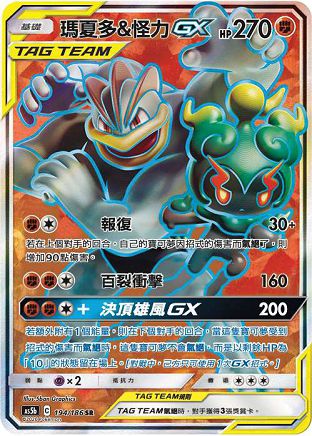 基礎 瑪夏多&怪力GX HP270
TAG TEAM
報復 30+
若在上個對手的回合,自己的寶可夢因招式的傷害而氣絕了,則
增加90點傷害。
百裂衝擊 160
+ 決頂雄風GX 200
若額外附有1個能量,則在下個對手的回合,當這隻寶可夢受到
招式的傷害而氣絕時,這隻寶可夢不會氣絕,而是以剩餘HP為
「10」的狀態留在場上。[對戰中,己方只可使用1次GX招式。]
弱點 ×2 抵抗力 撤退
Illus. 5ban Graphics
xs5b C 194/186 SR
TAG TEAM規則
TAG TEAM氣絕時,對手獲得3張獎賞卡。